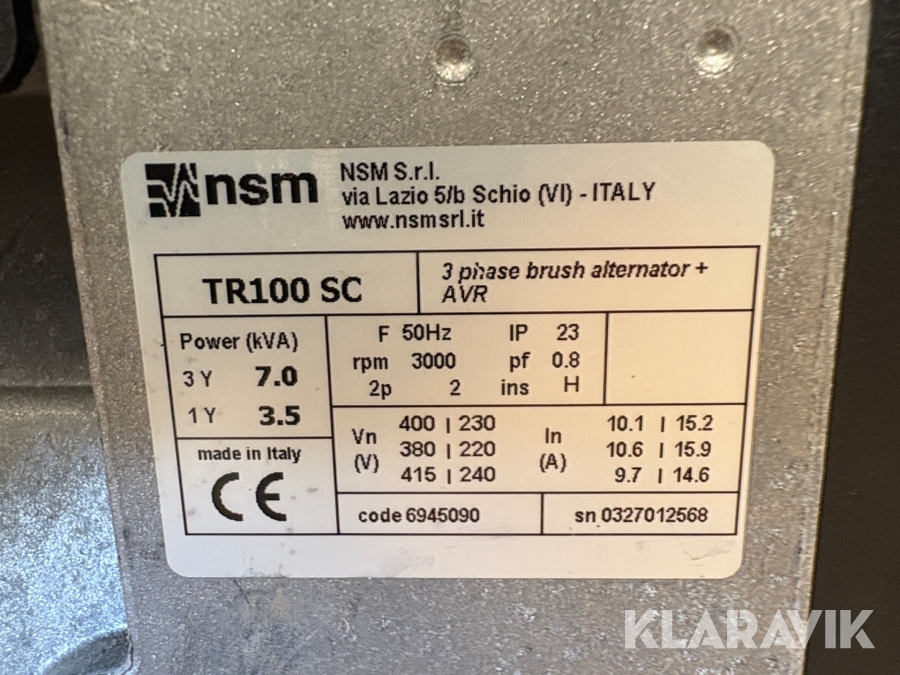 nsm
NSM S.r.l.
via Lazio 5/b Schio (VI) - ITALY
www.nsmsrl.it
TR100 SC
3 phase brush alternator +
AVR
Power (kVA)
3 Y 7.0
1 Y 3.5
F 50Hz IP 23
rpm 3000 pf 0.8
2p 2 ins H
made in Italy
CE
Vn
(V)
400 | 230
380 | 220
415 | 240
In
(A)
10.1 | 15.2
10.6 | 15.9
9.7 | 14.6
code 6945090
sn 0327012568
KLARAVIK